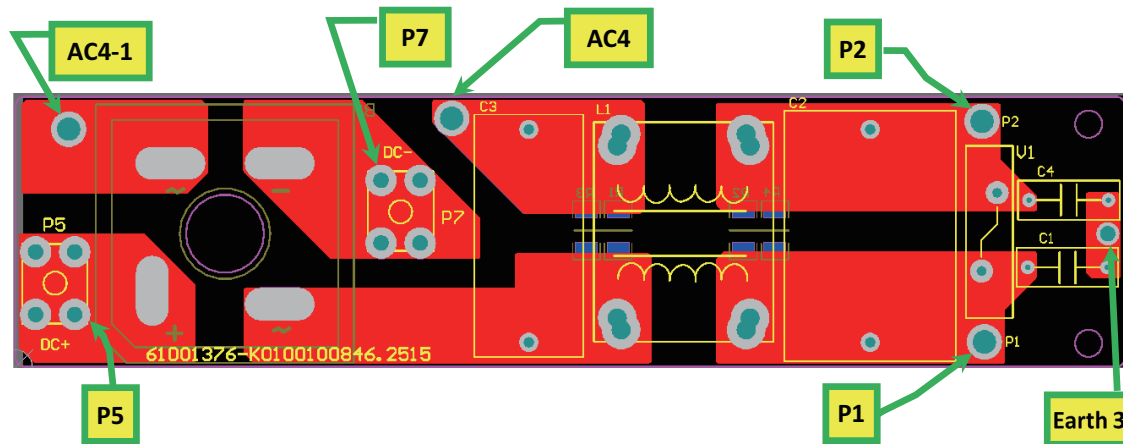 P7
AC4
P2
AC4-1
C3
L1
C2
P2
V1
DC-
C4
~
-
P7
P5
C1
+
~
DC+
61001376-K0100100846.2515
P1
P5
P1
Earth 3